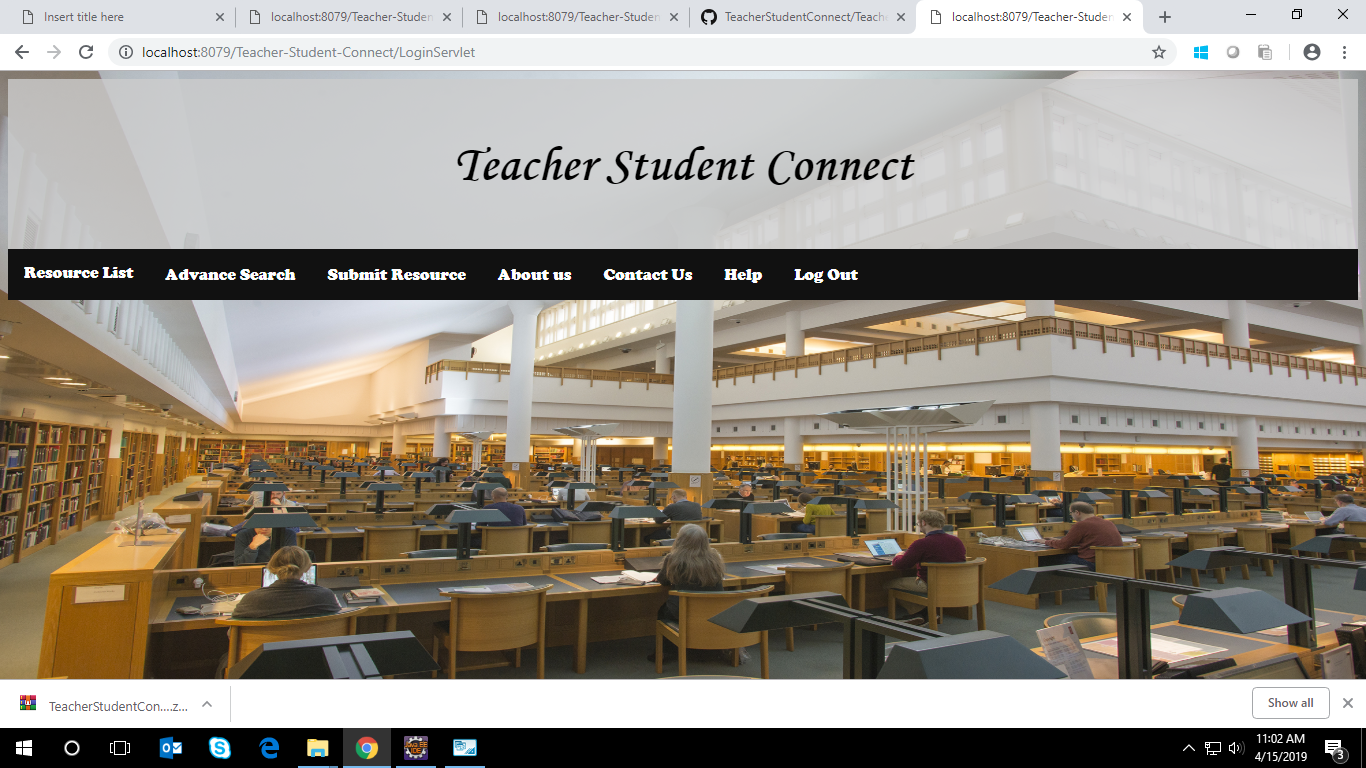 Insert title here
localhost:8079/Teacher-Studen
localhost:8079/Teacher-Studen
TeacherStudentConnect/Teache
localhost:8079/Teacher-Studen
localhost:8079/Teacher-Student-Connect/LoginServlet
Teacher Student Connect
Resource List Advance Search Submit Resource About us Contact Us Help Log Out
TeacherStudentCon....z...
Show all
11:02 AM
4/15/2019
3